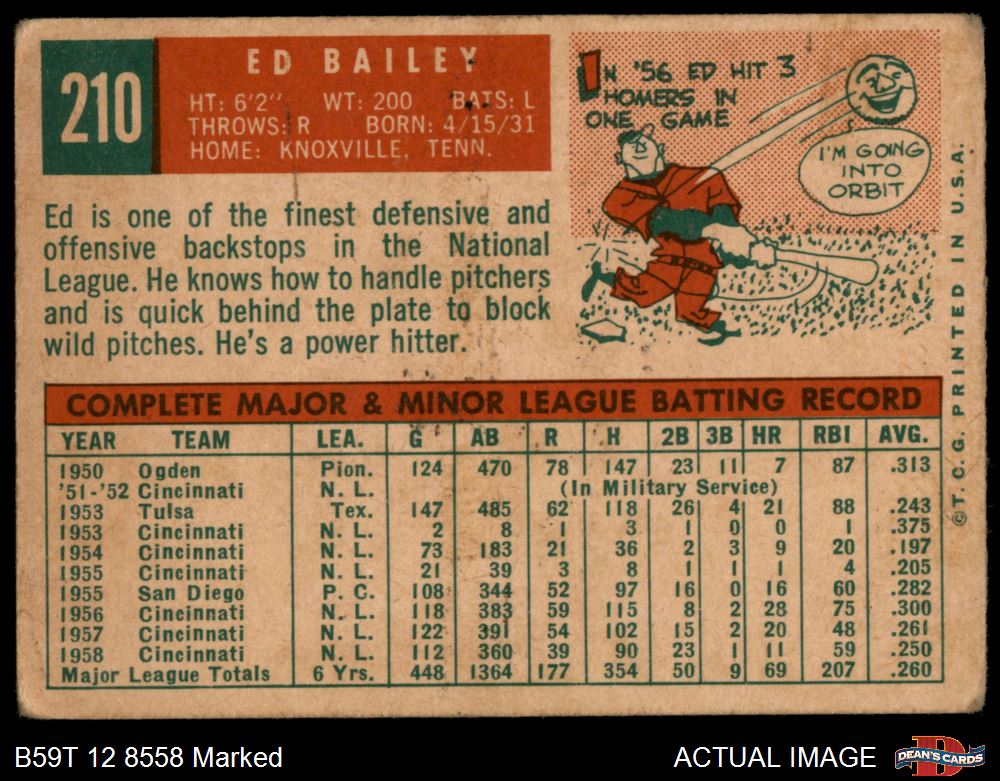 210
ED BAILEY
HT: 6'2" WT: 200 BATS: L
THROWS: R BORN: 4/15/31
HOME: KNOXVILLE, TENN.
IN '56 ED HIT 3
HOMERS IN
ONE GAME
I'M GOING
INTO
ORBIT
Ed is one of the finest defensive and
offensive backstops in the National
League. He knows how to handle pitchers
and is quick behind the plate to block
wild pitches. He's a power hitter.
COMPLETE MAJOR & MINOR LEAGUE BATTING RECORD
YEAR TEAM LEA. G AB R H 2B 3B HR RBI AVG.
1950 Ogden Pion. 124 470 78 147 23 11 7 87 .313
'51-'52 Cincinnati N. L. (In Military Service)
1953 Tulsa Tex. 147 485 62 118 26 4 21 88 .243
1953 Cincinnati N. L. 2 8 1 3 1 0 0 1 .375
1954 Cincinnati N. L. 73 183 21 36 2 3 9 20 .197
1955 Cincinnati N. L. 21 39 3 8 1 1 1 4 .205
1955 San Diego P. C. 108 344 52 97 16 0 16 60 .282
1956 Cincinnati N. L. 118 383 59 115 8 2 28 75 .300
1957 Cincinnati N. L. 122 391 54 102 15 2 20 48 .261
1958 Cincinnati N. L. 112 360 39 90 23 1 11 59 .250
Major League Totals 6 Yrs. 448 1364 177 354 50 9 69 207 .260
© T. C. G. PRINTED IN U.S.A.
B59T 12 8558 Marked
ACTUAL IMAGE
D
DEAN'S CARDS